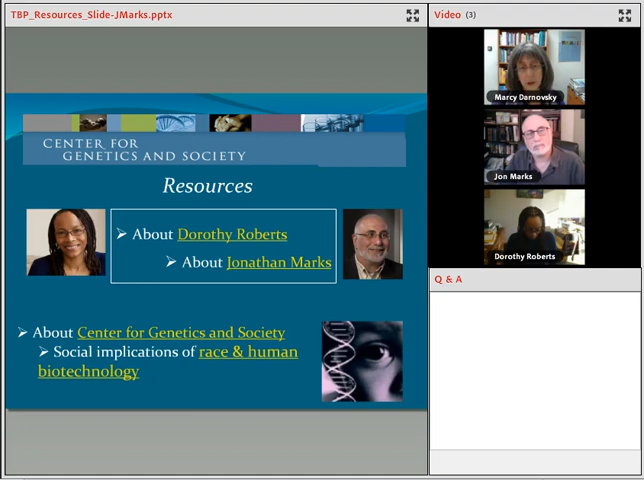 TBP_Resources_Slide-JMarks.pptx
CENTER FOR
GENETICS AND SOCIETY
Resources
➢ About Dorothy Roberts
➢ About Jonathan Marks
➢ About Center for Genetics and Society
➢ Social implications of race & human
biotechnology
Video (3)
Marcy Darnovsky
Jon Marks
Dorothy Roberts
Q & A